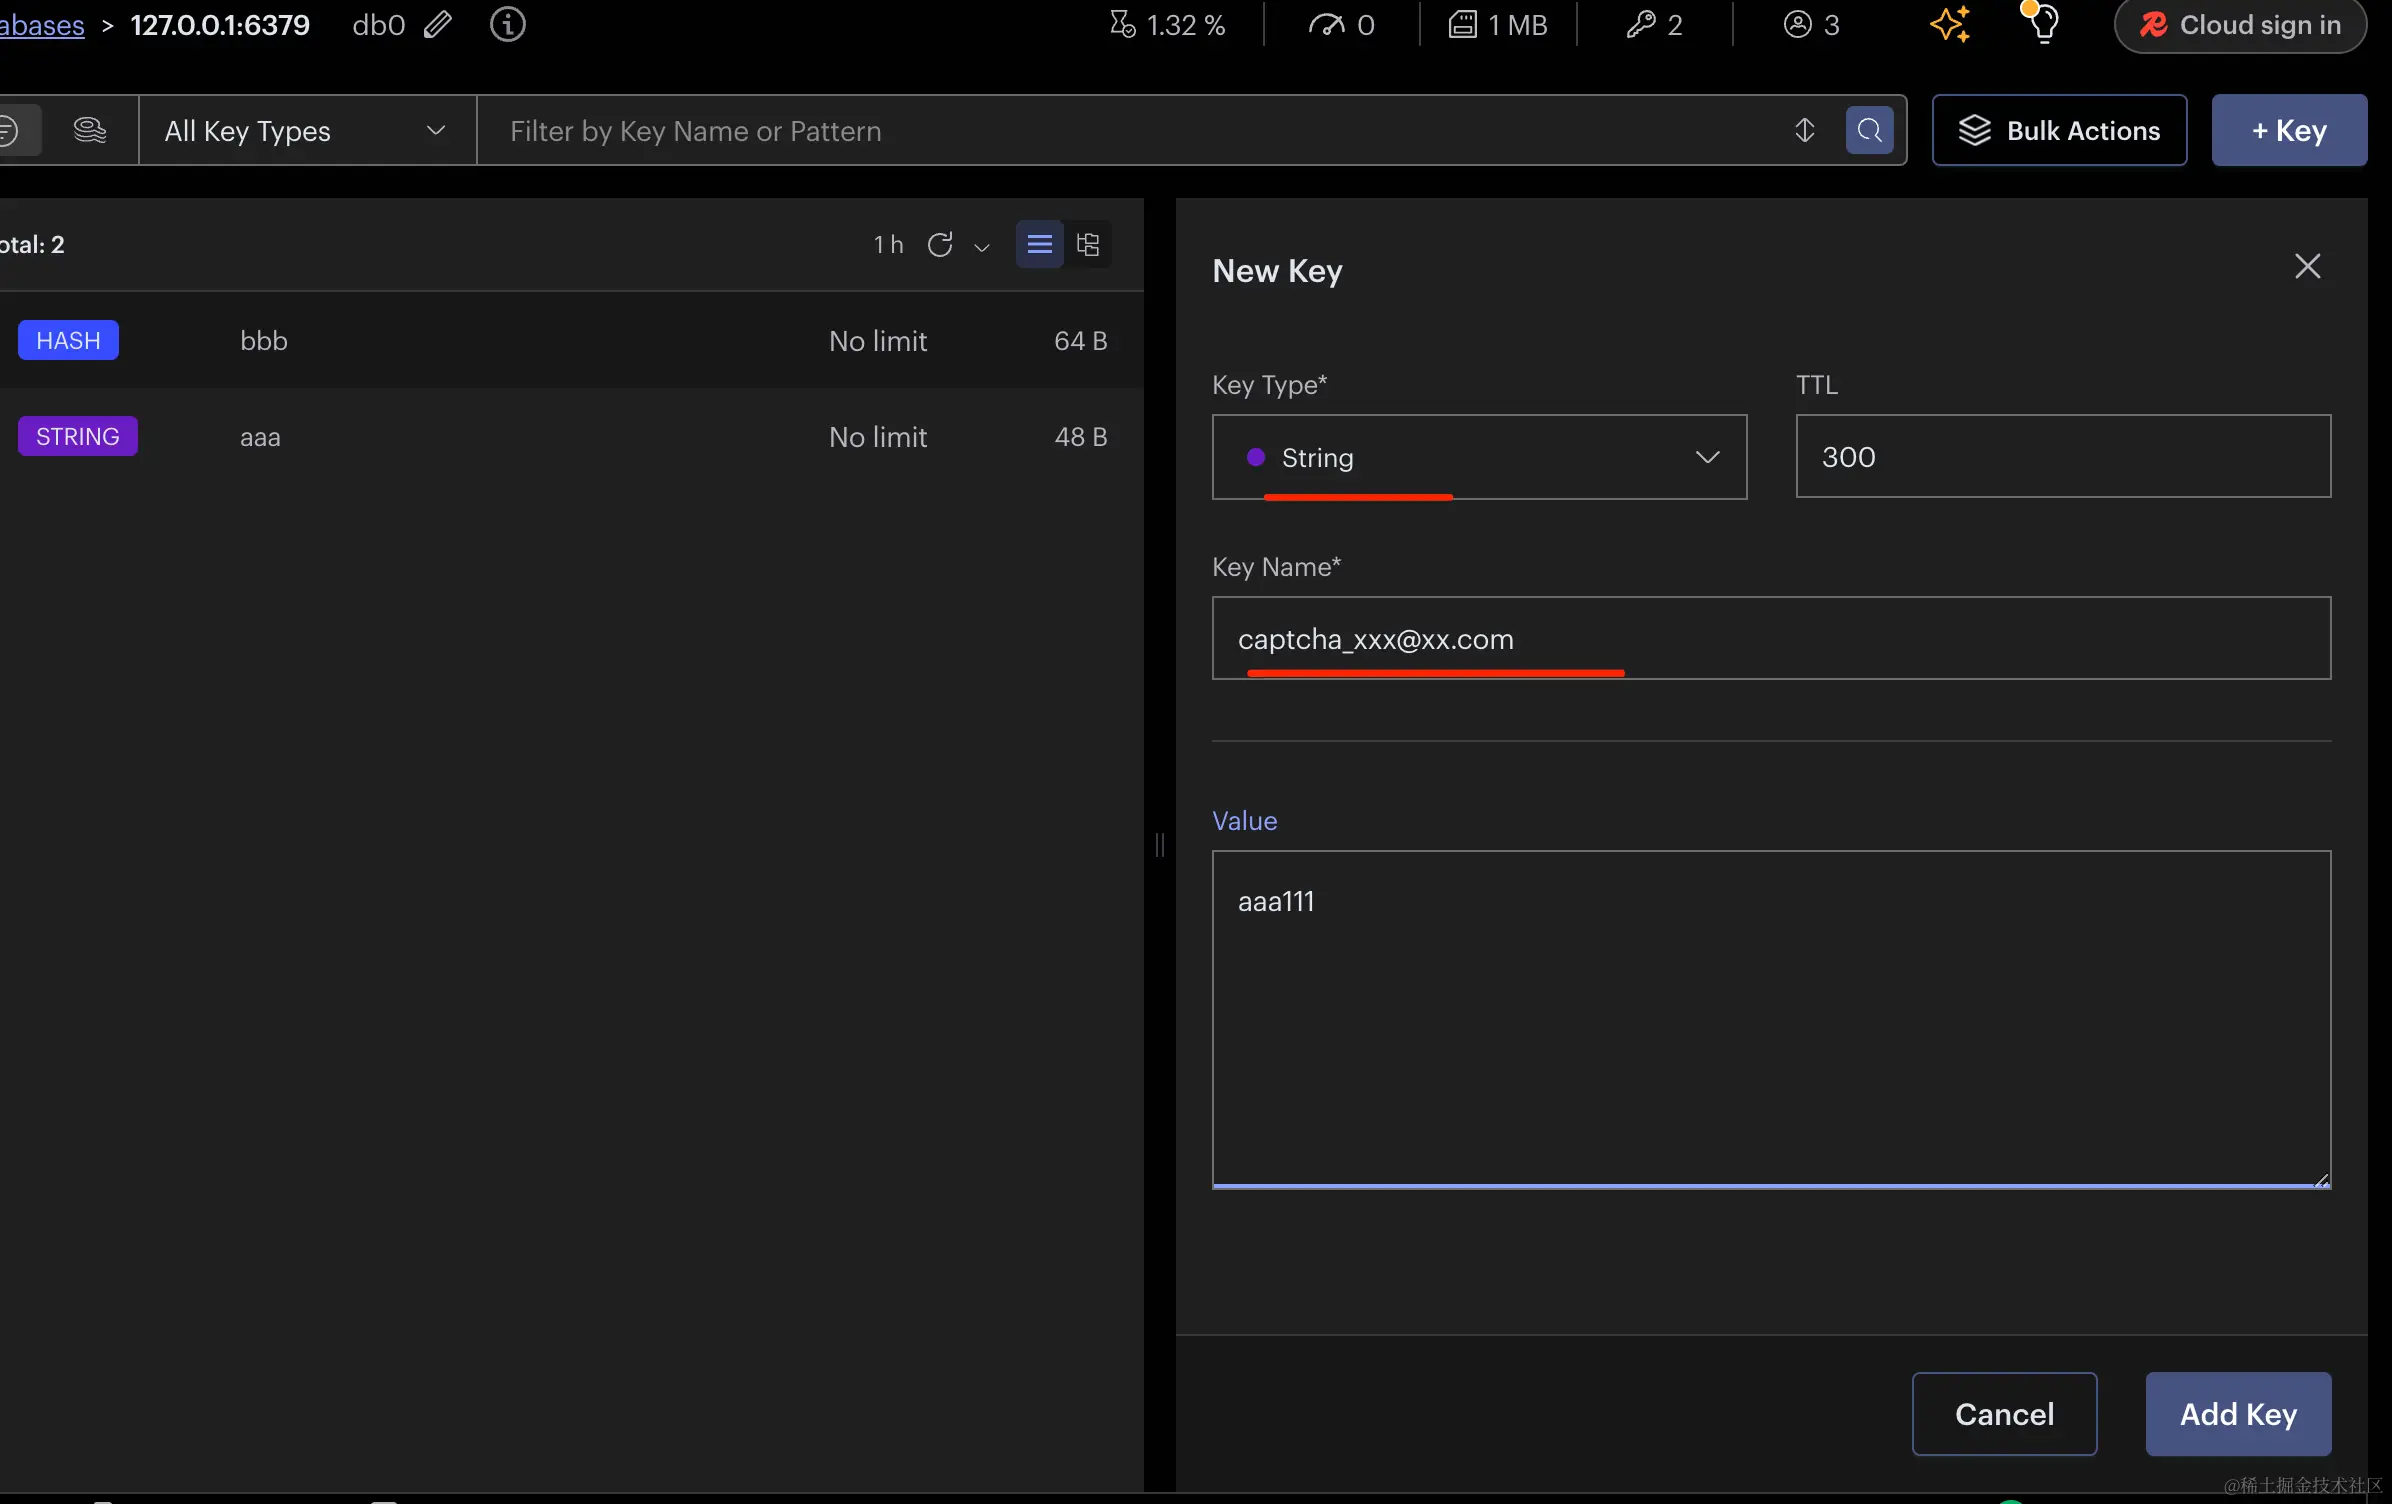 abases > 127.0.0.1:6379 db0 1.32 % 0 1 MB 2 3 Cloud sign in
All Key Types Filter by Key Name or Pattern Bulk Actions + Key
otal: 2 1 h
HASH bbb No limit 64 B
STRING aaa No limit 48 B
New Key
Key Type* TTL
String 300
Key Name*
captcha_xxx@xx.com
Value
aaa111
Cancel Add Key
@稀土掘金技术社区